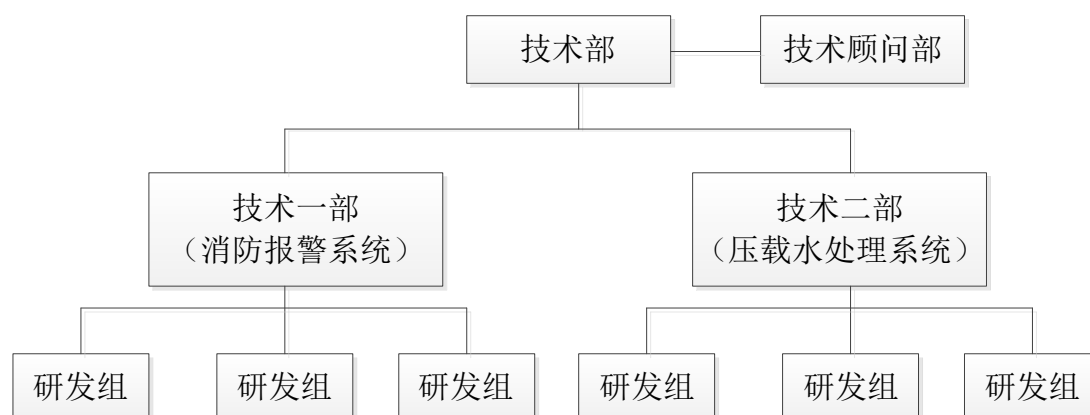 技术部
技术顾问部
技术一部
（消防报警系统）
技术二部
（压载水处理系统）
研发组
研发组
研发组
研发组
研发组
研发组